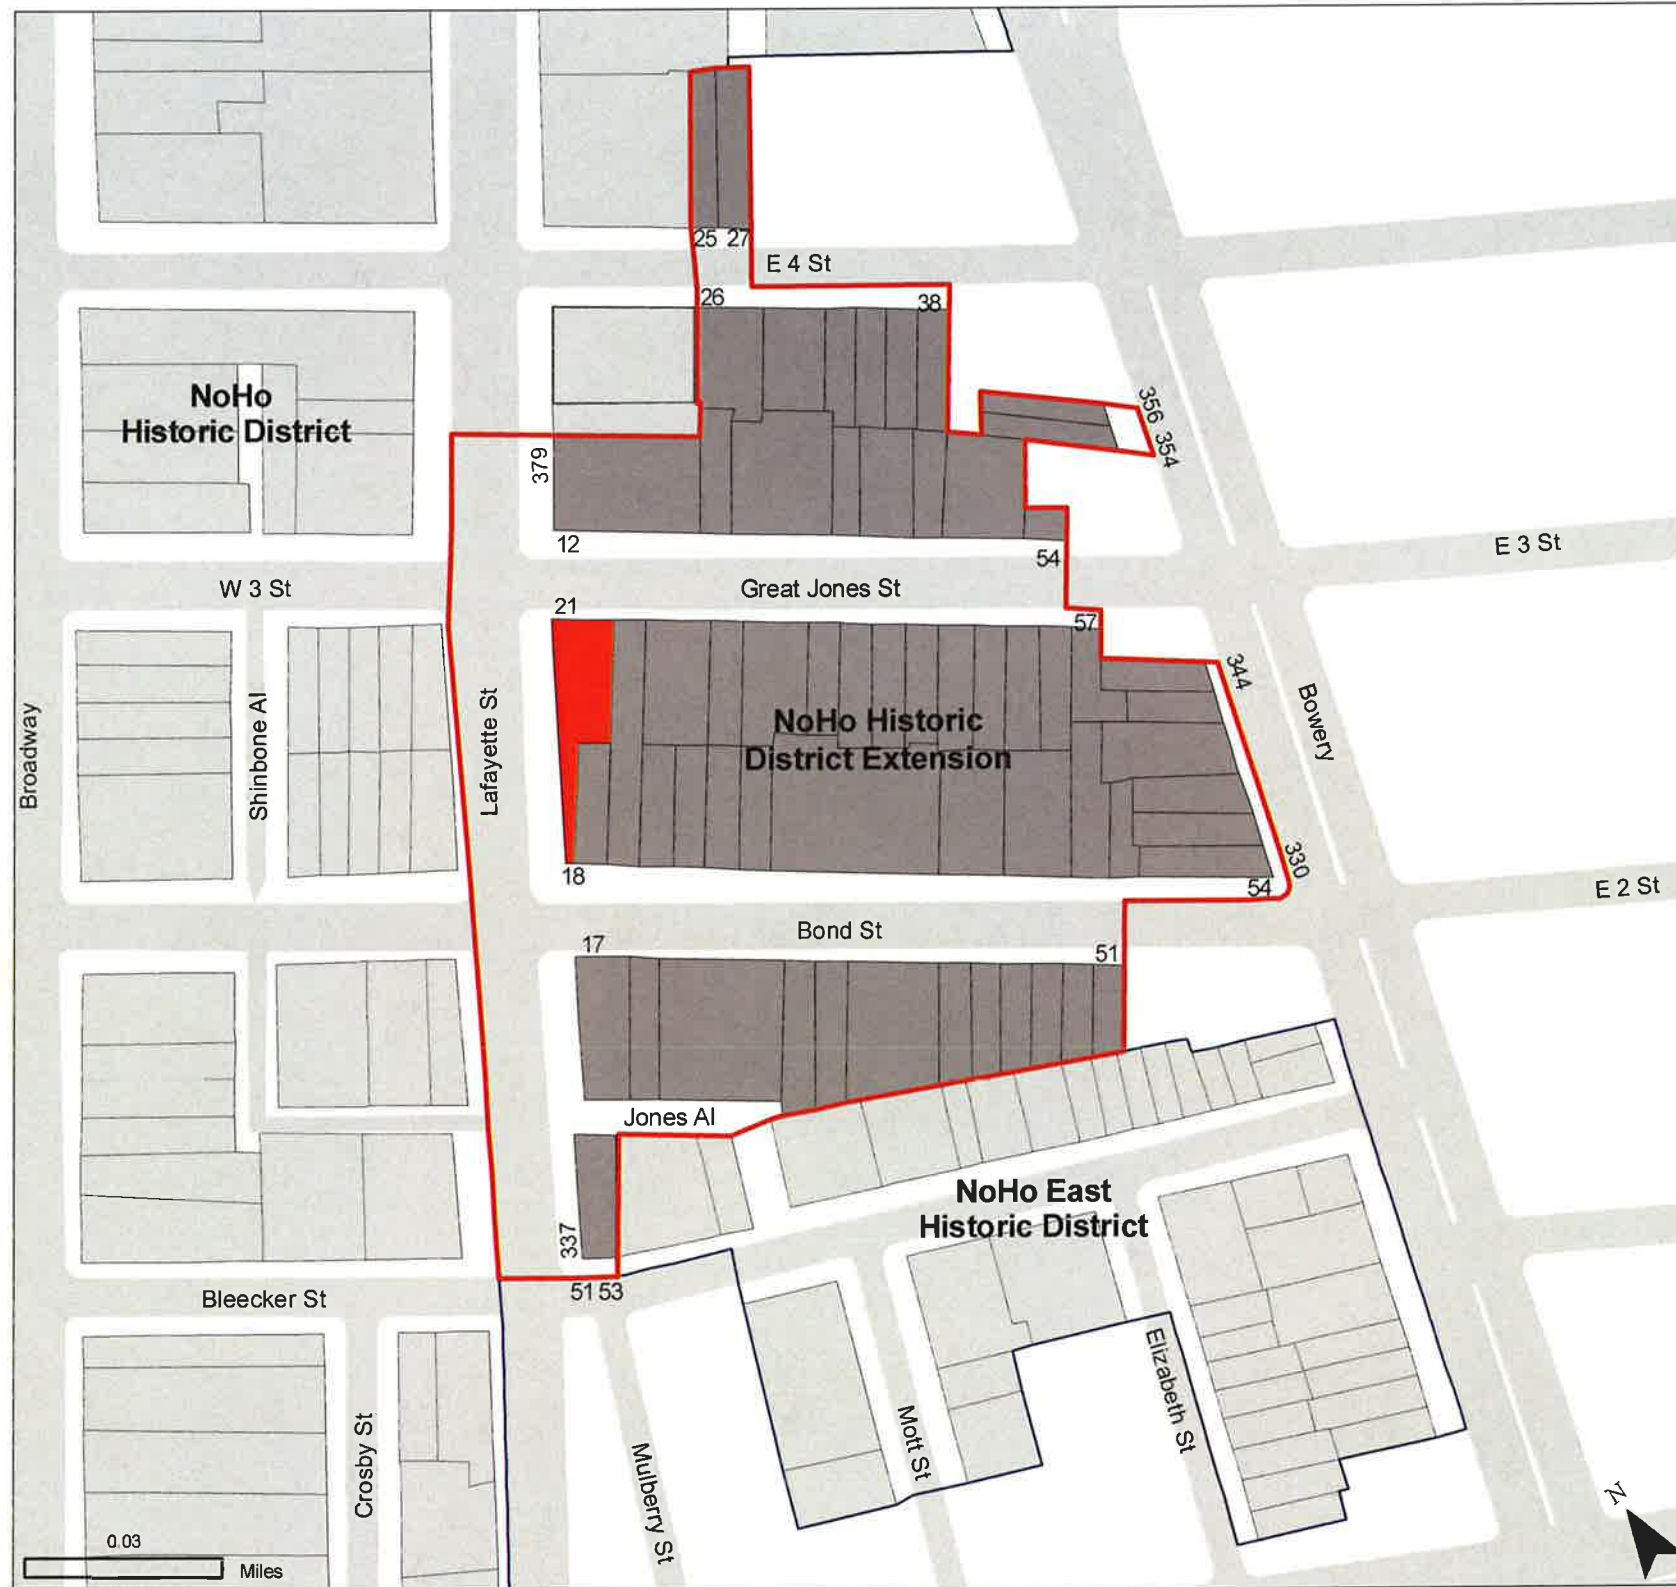 25 27
E 4 St
26
38
NoHo
Historic District
356
354
379
12
54
E 3 St
W 3 St
Great Jones St
21
57
344
NoHo Historic
District Extension
Broadway
Shinbone Al
Lafayette St
Bowery
330
18
54
E 2 St
Bond St
17
51
Jones Al
NoHo East
Historic District
337
51 53
Bleecker St
Crosby St
Mulberry St
Mott St
Elizabeth St
0.03
Miles
N